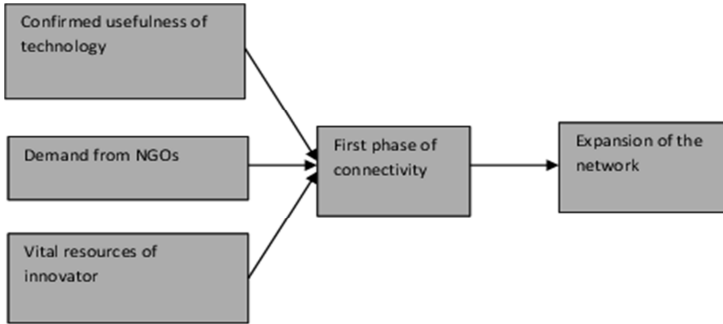 Confirmed usefulness of
technology
Demand from NGOs
Vital resources of
innovator
First phase of
connectivity
Expansion of the
network